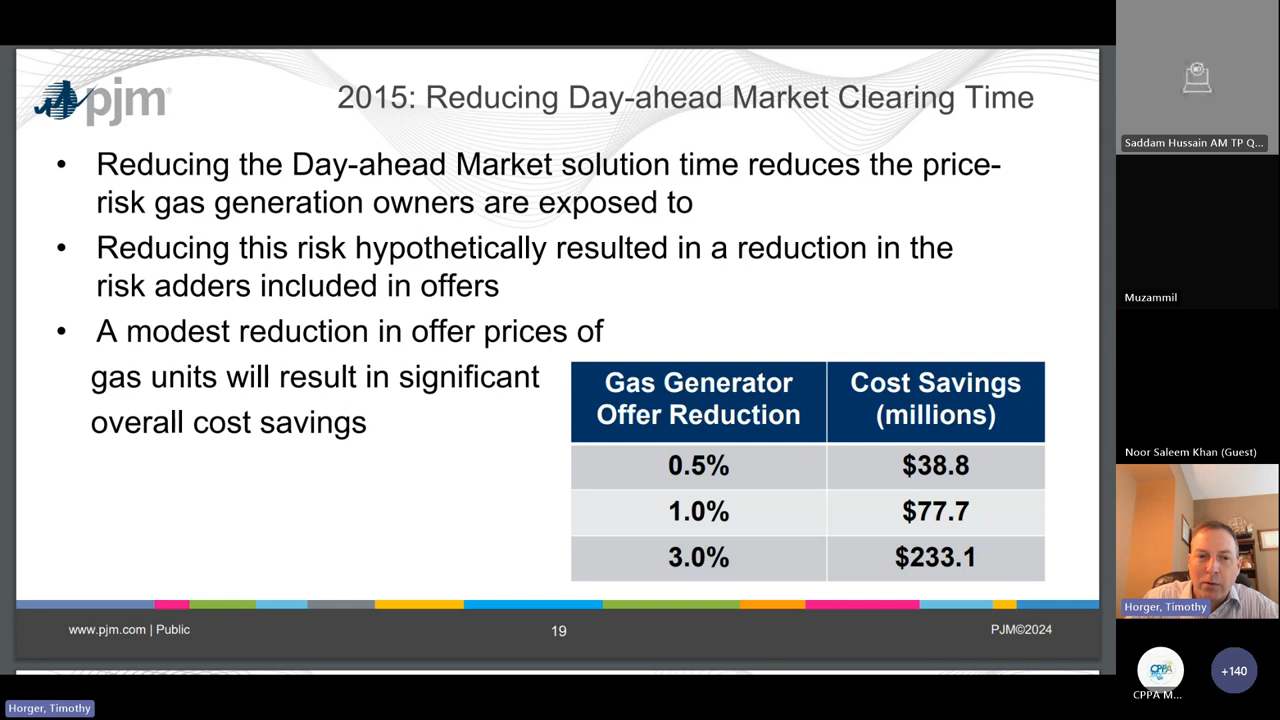 pjm
2015: Reducing Day-ahead Market Clearing Time
• Reducing the Day-ahead Market solution time reduces the price-
risk gas generation owners are exposed to
• Reducing this risk hypothetically resulted in a reduction in the
risk adders included in offers
• A modest reduction in offer prices of
gas units will result in significant
overall cost savings
Gas Generator Offer Reduction
Cost Savings (millions)
0.5% $38.8
1.0% $77.7
3.0% $233.1
www.pjm.com | Public
19
PJM©2024
Saddam Hussain AM TP Q...
Muzammil
Noor Saleem Khan (Guest)
Horger, Timothy
CPPA
CPPA M...
+140
Horger, Timothy